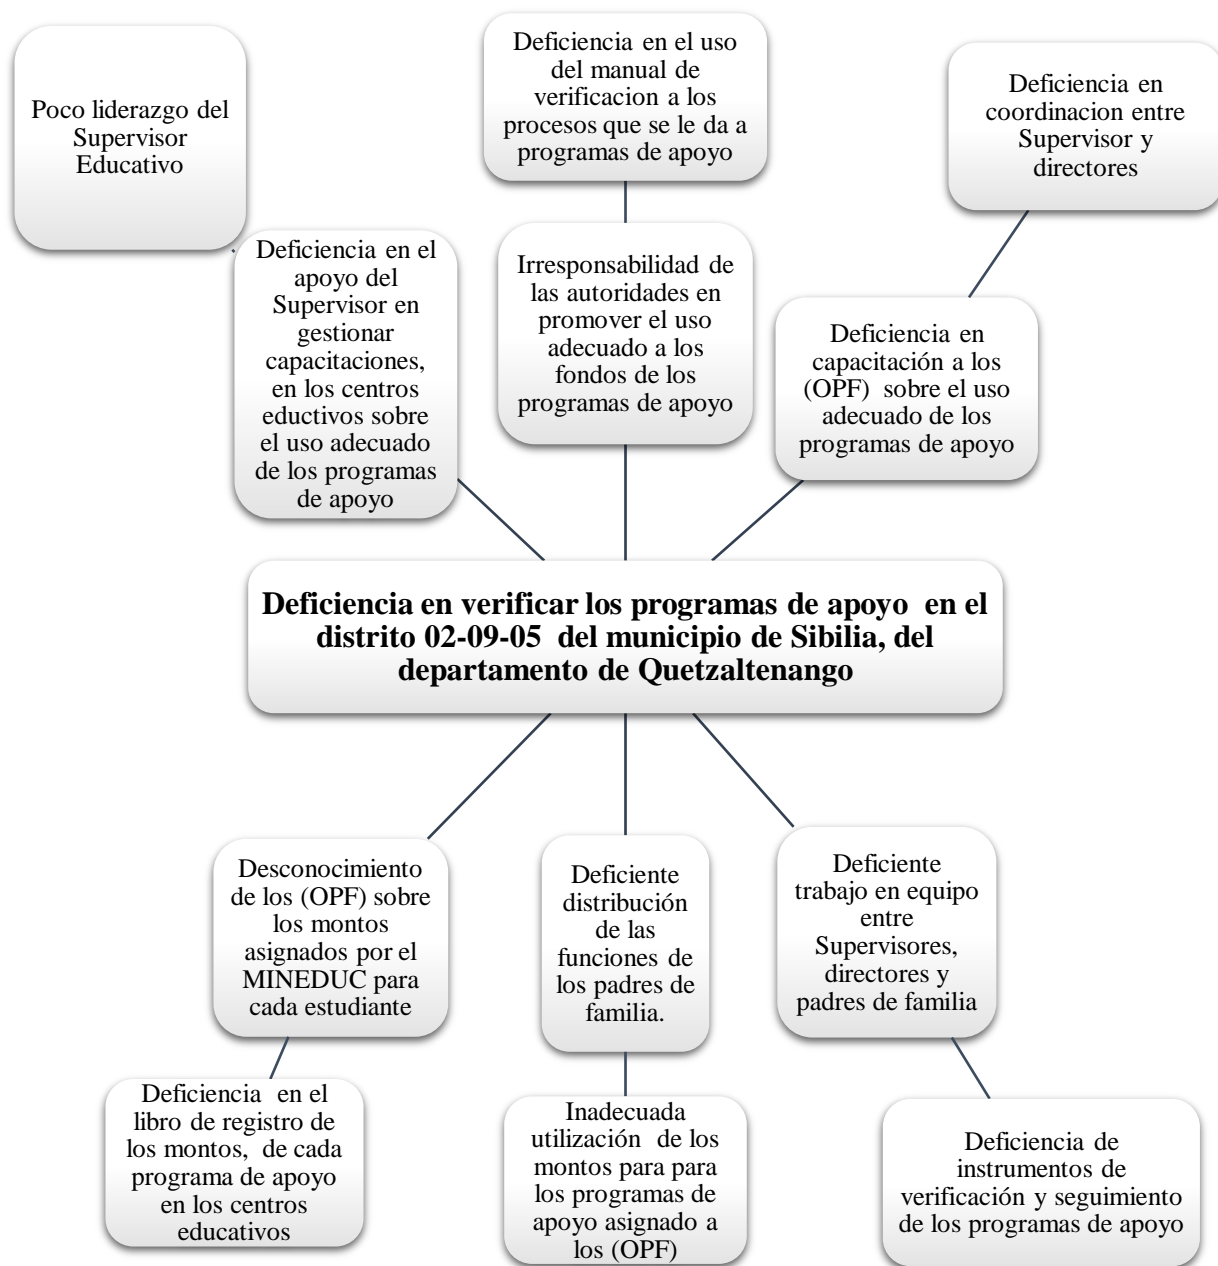 Poco liderazgo del
Supervisor
Educativo
Deficiencia en el uso
del manual de
verificacion a los
procesos que se le da a
programas de apoyo
Deficiencia en
coordinacion entre
Supervisor y
directores
Deficiencia en el
apoyo del
Supervisor en
gestionar
capacitaciones,
en los centros
eductivos sobre
el uso adecuado
de los programas
de apoyo
Irresponsabilidad de
las autoridades en
promover el uso
adecuado a los
fondos de los
programas de apoyo
Deficiencia en
capacitación a los
(OPF) sobre el uso
adecuado de los
programas de apoyo
Deficiencia en verificar los programas de apoyo en el
distrito 02-09-05 del municipio de Sibilia, del
departamento de Quetzaltenango
Desconocimiento
de los (OPF) sobre
los montos
asignados por el
MINEDUC para
cada estudiante
Deficiente
distribución
de las
funciones de
los padres de
familia.
Deficiente
trabajo en equipo
entre
Supervisores,
directores y
padres de familia
Deficiencia en el
libro de registro de
los montos, de cada
programa de apoyo
en los centros
educativos
Inadecuada
utilización de los
montos para para
los programas de
apoyo asignado a
los (OPF)
Deficiencia de
instrumentos de
verificación y seguimiento
de los programas de apoyo